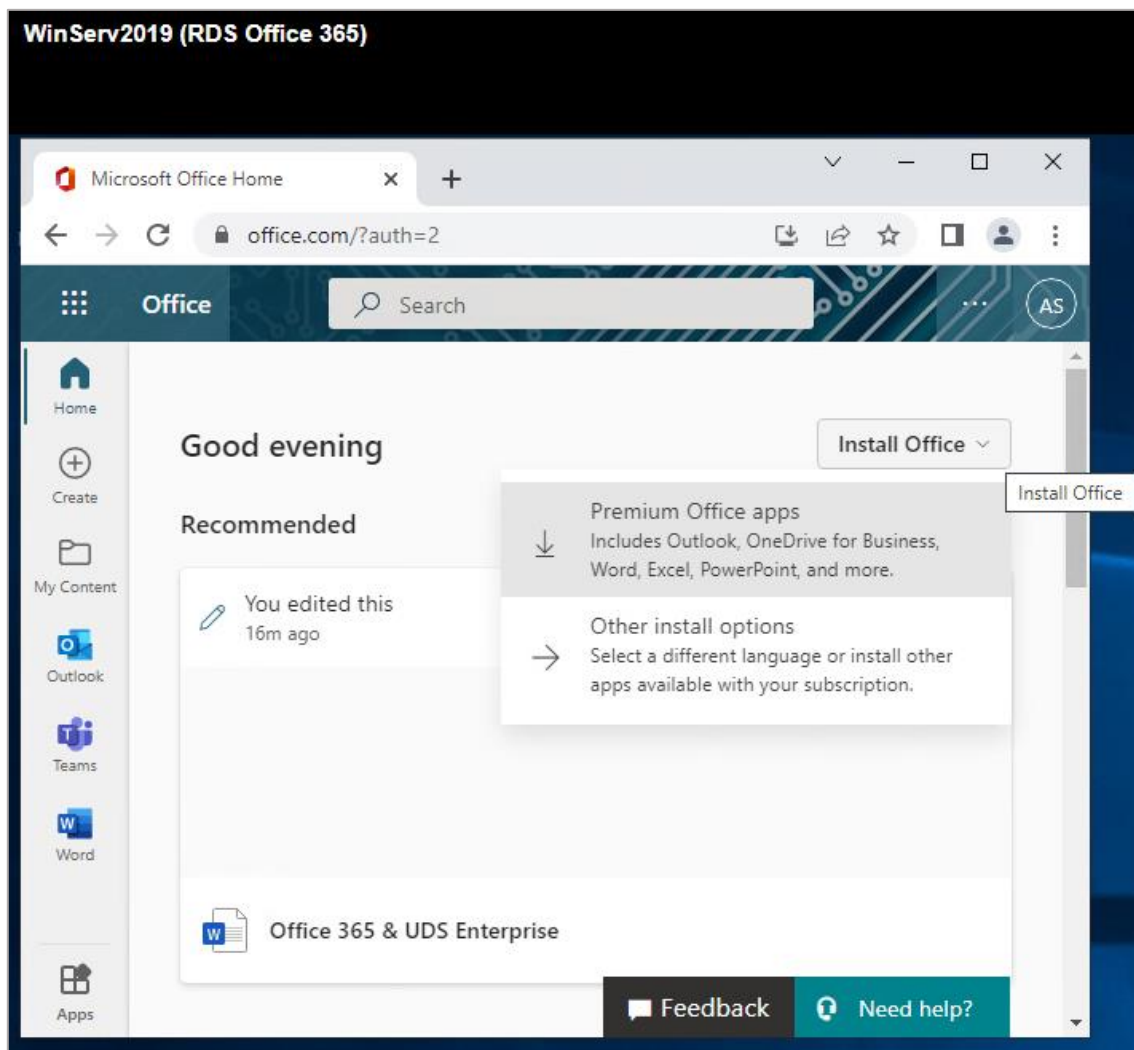 WinServ2019 (RDS Office 365)
Microsoft Office Home
office.com/?auth=2
Office
Search
...
AS
Home
Create
My Content
Outlook
Teams
Word
Apps
Good evening
Install Office
Install Office
Premium Office apps
Includes Outlook, OneDrive for Business,
Word, Excel, PowerPoint, and more.
Other install options
Select a different language or install other
apps available with your subscription.
Recommended
You edited this
16m ago
Office 365 & UDS Enterprise
Feedback
Need help?